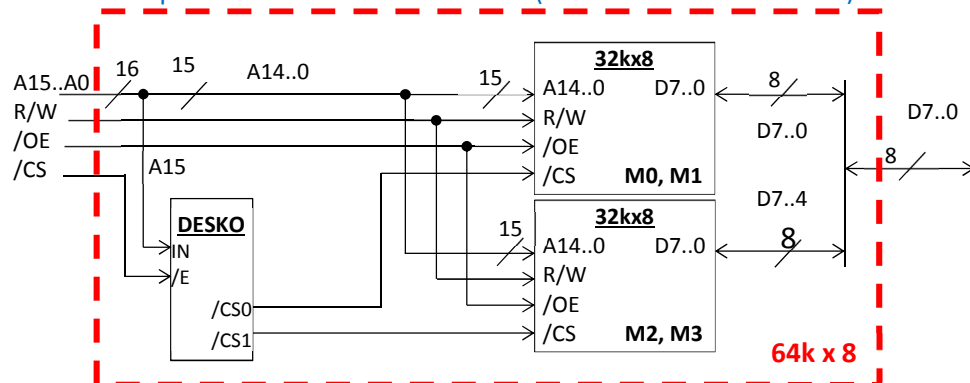 16
15
A14..0
A15..A0
R/W
/OE
/CS
A15
DESKO
IN
/E
/CS0
/CS1
32kx8
15
A14..0
D7..0
R/W
/OE
/CS
M0, M1
32kx8
15
A14..0
D7..0
R/W
/OE
/CS
M2, M3
8
D7..0
D7..4
8
D7..0
8
64k x 8